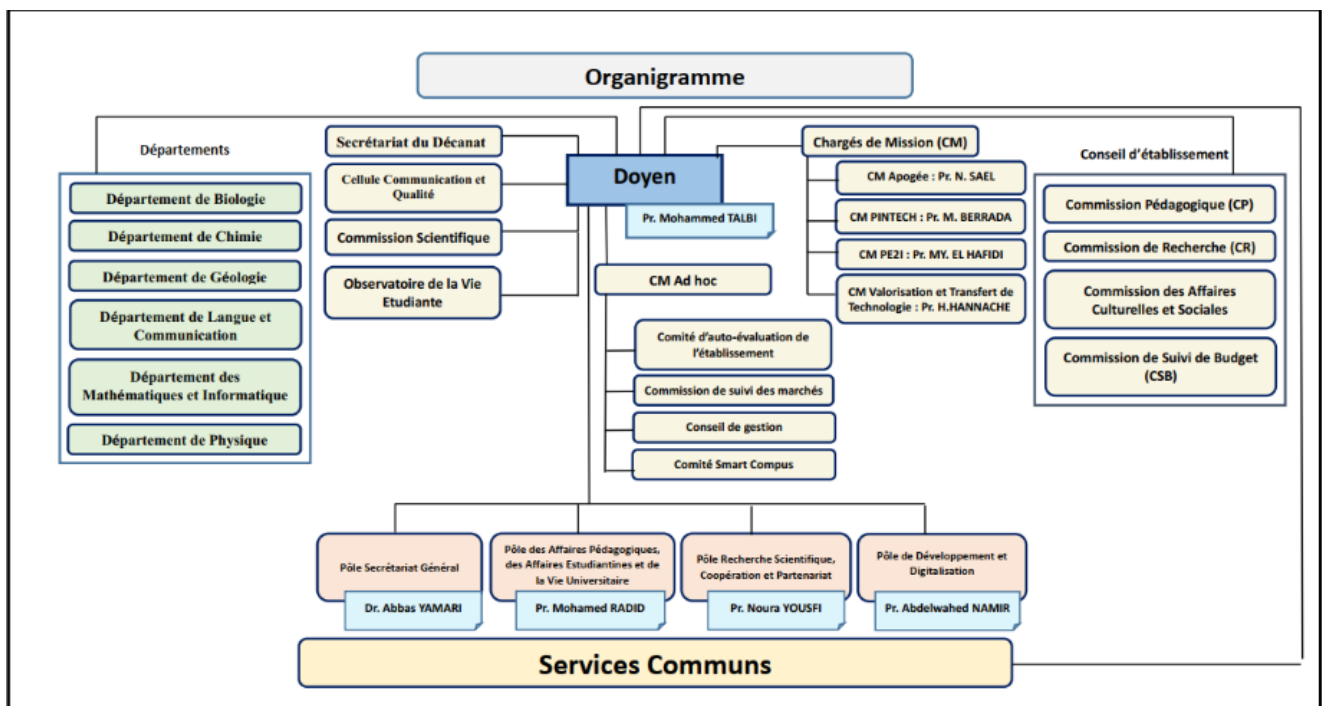 Organigramme
Départements
Département de Biologie
Département de Chimie
Département de Géologie
Département de Langue et
Communication
Département des
Mathématiques et Informatique
Département de Physique
Secrétariat du Décanat
Cellule Communication et
Qualité
Commission Scientifique
Observatoire de la Vie
Etudiante
Doyen
Pr. Mohammed TALBI
CM Ad hoc
Comité d'auto-évaluation de
l'établissement
Commission de suivi des marchés
Conseil de gestion
Comité Smart Compus
Chargés de Mission (CM)
CM Apogée : Pr. N. SAEL
CM PINTECH : Pr. M. BERRADA
CM PE2I : Pr. MY. EL HAFIDI
CM Valorisation et Transfert de
Technologie : Pr. H.HANNACHE
Conseil d'établissement
Commission Pédagogique (CP)
Commission de Recherche (CR)
Commission des Affaires
Culturelles et Sociales
Commission de Suivi de Budget
(CSB)
Pôle Secrétariat Général
Dr. Abbas YAMARI
Pôle des Affaires Pédagogiques,
des Affaires Estudiantines et de
la Vie Universitaire
Pr. Mohamed RADID
Pôle Recherche Scientifique,
Coopération et Partenariat
Pr. Noura YOUSFI
Pôle de Développement et
Digitalisation
Pr. Abdelwahed NAMIR
Services Communs